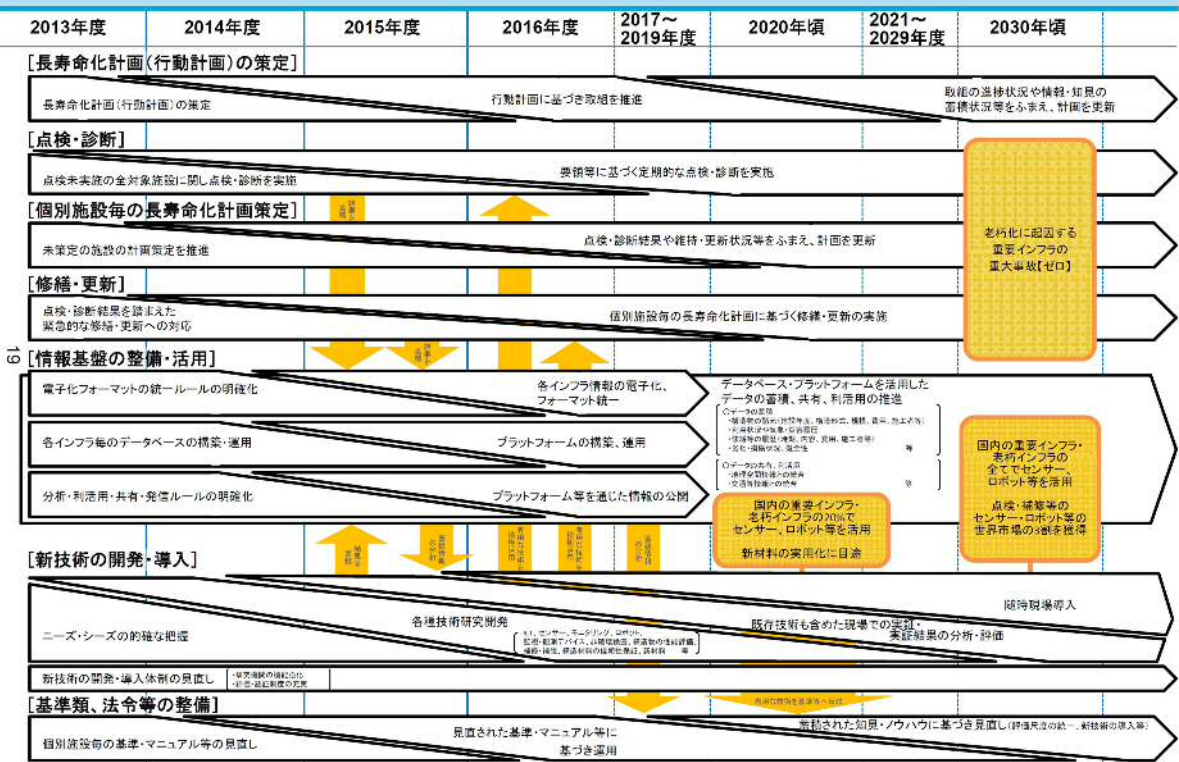 2013年度
2014年度
2015年度
2016年度
2017～
2019年度
2020年頃
2021～
2029年度
2030年頃
[長寿命化計画(行動計画)の策定]
長寿命化計画(行動計画)の策定
行動計画に基づき取組を推進
取組の進捗状況や情報・知見の
蓄積状況等をふまえ、計画を更新
[点検・診断]
点検未実施の全対象施設に関し点検・診断を実施
要領等に基づく定期的な点検・診断を実施
[個別施設毎の長寿命化計画策定]
未策定の施設の計画策定を推進
点検・診断結果や維持・更新状況等をふまえ、計画を更新
老朽化に起因する
重要インフラの
重大事故【ゼロ】
[修繕・更新]
点検・診断結果を踏まえた
緊急的な修繕・更新への対応
個別施設毎の長寿命化計画に基づく修繕・更新の実施
19
[情報基盤の整備・活用]
電子化フォーマットの統一ルールの明確化
各インフラ情報の電子化、
フォーマット統一
データベース・プラットフォームを活用した
データの蓄積、共有、利活用の推進
○データの蓄積
等
○データの共有、利活用
等
各インフラ毎のデータベースの構築・運用
プラットフォームの構築、運用
分析・利活用・共有・発信ルールの明確化
プラットフォーム等を通じた情報の公開
国内の重要インフラ・
老朽インフラの20%で
センサー、ロボット等を活用
新材料の実用化に目途
国内の重要インフラ・
老朽インフラの
全てでセンサー、
ロボット等を活用
点検・補修等の
センサー・ロボット等の
世界市場の3割を獲得
[新技術の開発・導入]
ニーズ・シーズの的確な把握
各種技術研究開発
既存技術も含めた現場での実証・
実証結果の分析・評価
随時現場導入
新技術の開発・導入体制の見直し
[基準類、法令等の整備]
個別施設毎の基準・マニュアル等の見直し
見直された基準・マニュアル等に
基づき運用
蓄積された知見・ノウハウに基づき見直し(評価尺度の統一、新技術の導入等)